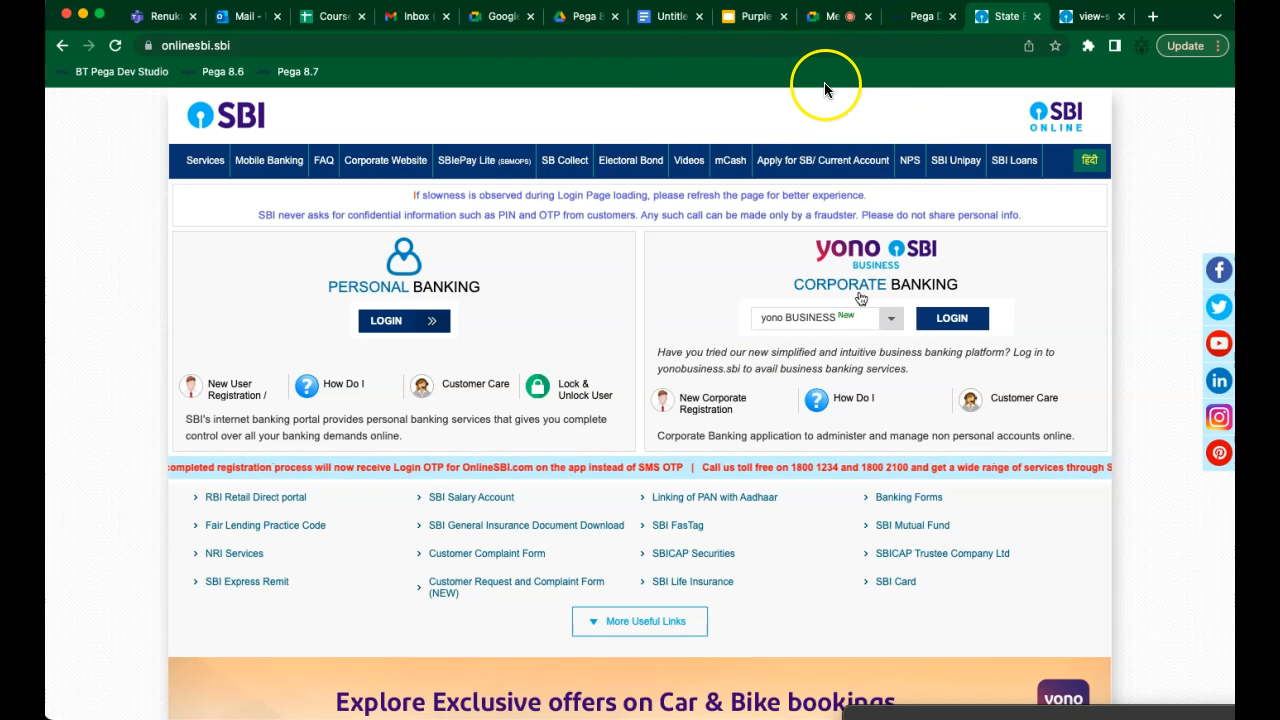 Renuk
Mail -
Course
Inbox (
Google
Pega 8
Untitle
Purple
Me
Pega D
State B
view-s
onlinesbi.sbi
Update
BT Pega Dev Studio
Pega 8.6
Pega 8.7
SBI
SBI
ONLINE
Services
Mobile Banking
FAQ
Corporate Website
SBIePay Lite (SBMOPS)
SB Collect
Electoral Bond
Videos
mCash
Apply for SB/ Current Account
NPS
SBI Unipay
SBI Loans
हिंदी
If slowness is observed during Login Page loading, please refresh the page for better experience.
SBI never asks for confidential information such as PIN and OTP from customers. Any such call can be made only by a fraudster. Please do not share personal info.
PERSONAL BANKING
LOGIN »
New User
Registration /
How Do I
Customer Care
Lock &
Unlock User
SBI's internet banking portal provides personal banking services that gives you complete
control over all your banking demands online.
yono SBI
BUSINESS
CORPORATE BANKING
yono BUSINESS New
LOGIN
Have you tried our new simplified and intuitive business banking platform? Log in to
yonobusiness.sbi to avail business banking services.
New Corporate
Registration
How Do I
Customer Care
Corporate Banking application to administer and manage non personal accounts online.
completed registration process will now receive Login OTP for OnlineSBI.com on the app instead of SMS OTP | Call us toll free on 1800 1234 and 1800 2100 and get a wide range of services through S
RBI Retail Direct portal
SBI Salary Account
Linking of PAN with Aadhaar
Banking Forms
Fair Lending Practice Code
SBI General Insurance Document Download
SBI FasTag
SBI Mutual Fund
NRI Services
Customer Complaint Form
SBICAP Securities
SBICAP Trustee Company Ltd
SBI Express Remit
Customer Request and Complaint Form
(NEW)
SBI Life Insurance
SBI Card
More Useful Links
Explore Exclusive offers on Car & Bike bookings
yono